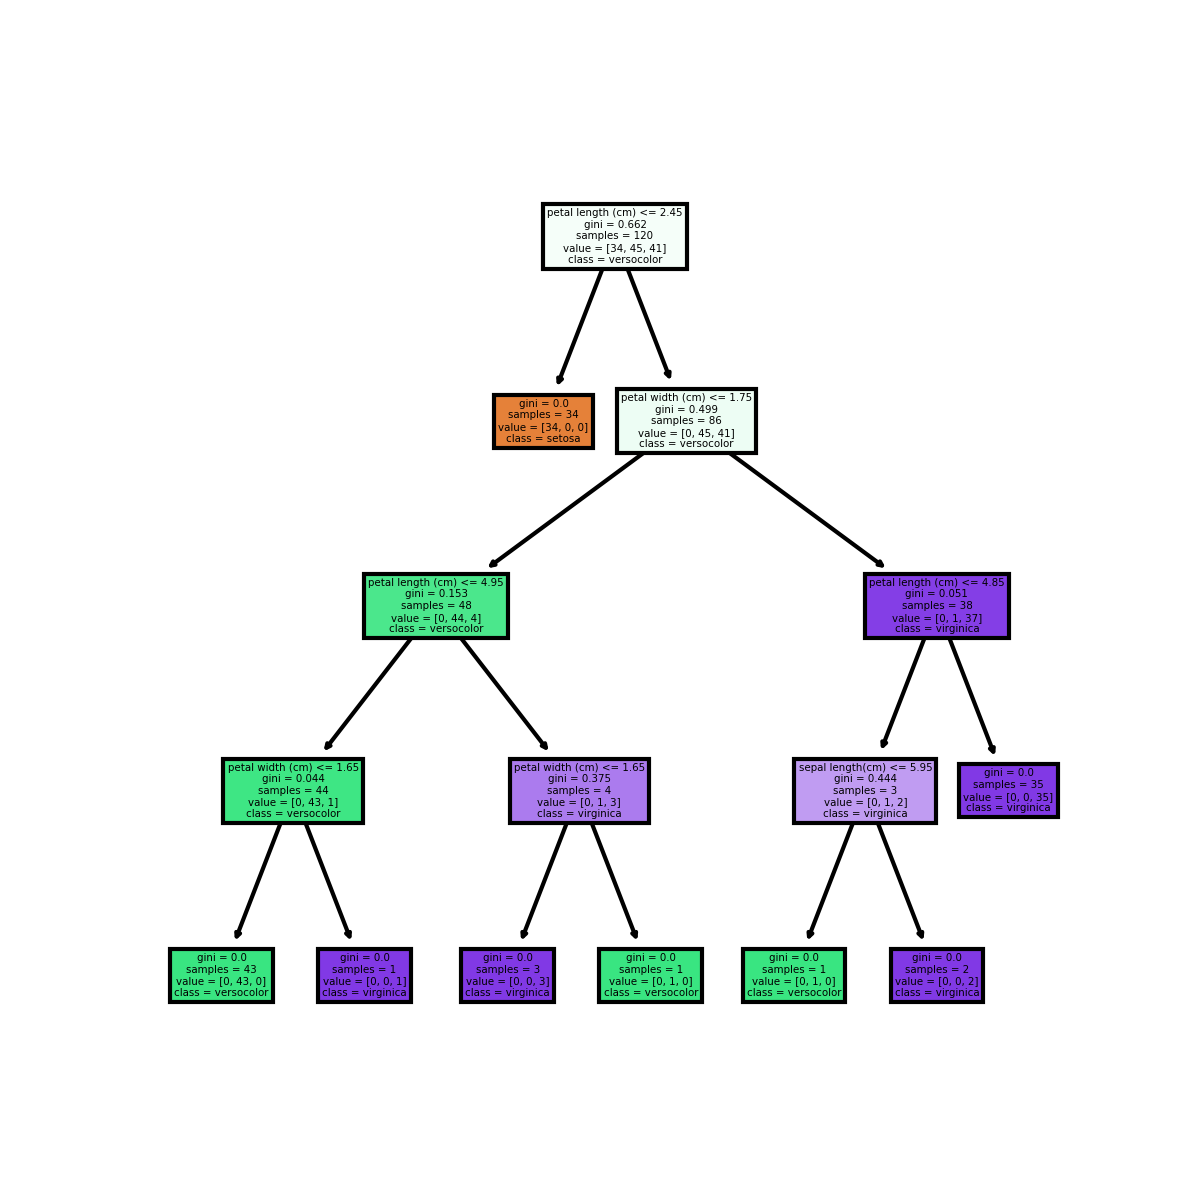 petal length (cm) <= 2.45
gini = 0.662
samples = 120
value = [34, 45, 41]
class = versocolor
gini = 0.0
samples = 34
value = [34, 0, 0]
class = setosa
petal width (cm) <= 1.75
gini = 0.499
samples = 86
value = [0, 45, 41]
class = versocolor
petal length (cm) <= 4.95
gini = 0.153
samples = 48
value = [0, 44, 4]
class = versocolor
petal length (cm) <= 4.85
gini = 0.051
samples = 38
value = [0, 1, 37]
class = virginica
petal width (cm) <= 1.65
gini = 0.044
samples = 44
value = [0, 43, 1]
class = versocolor
petal width (cm) <= 1.65
gini = 0.375
samples = 4
value = [0, 1, 3]
class = virginica
sepal length(cm) <= 5.95
gini = 0.444
samples = 3
value = [0, 1, 2]
class = virginica
gini = 0.0
samples = 35
value = [0, 0, 35]
class = virginica
gini = 0.0
samples = 43
value = [0, 43, 0]
class = versocolor
gini = 0.0
samples = 1
value = [0, 0, 1]
class = virginica
gini = 0.0
samples = 3
value = [0, 0, 3]
class = virginica
gini = 0.0
samples = 1
value = [0, 1, 0]
class = versocolor
gini = 0.0
samples = 1
value = [0, 1, 0]
class = versocolor
gini = 0.0
samples = 2
value = [0, 0, 2]
class = virginica